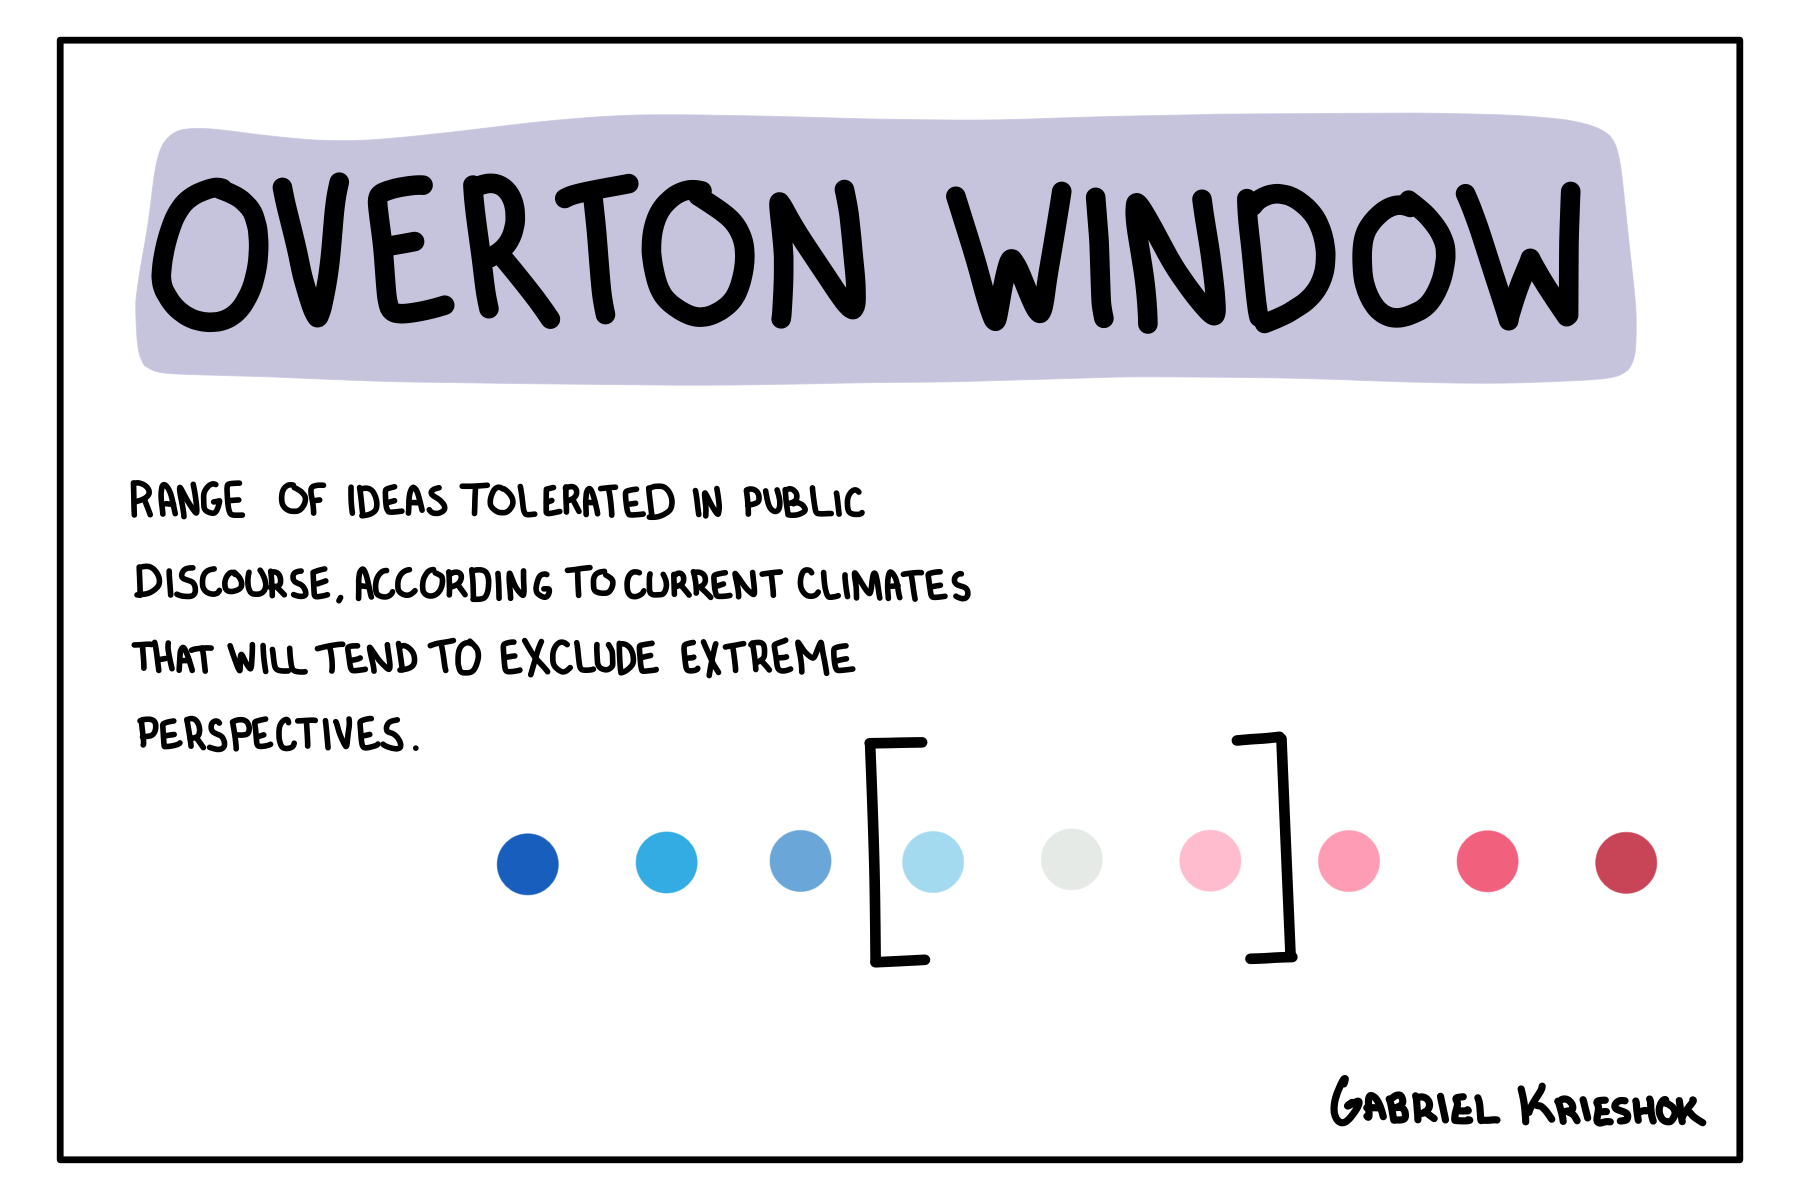 OVERTON WINDOW
RANGE OF IDEAS TOLERATED IN PUBLIC
DISCOURSE, ACCORDING TO CURRENT CLIMATES
THAT WILL TEND TO EXCLUDE EXTREME
PERSPECTIVES.
GABRIEL KRIESHOK